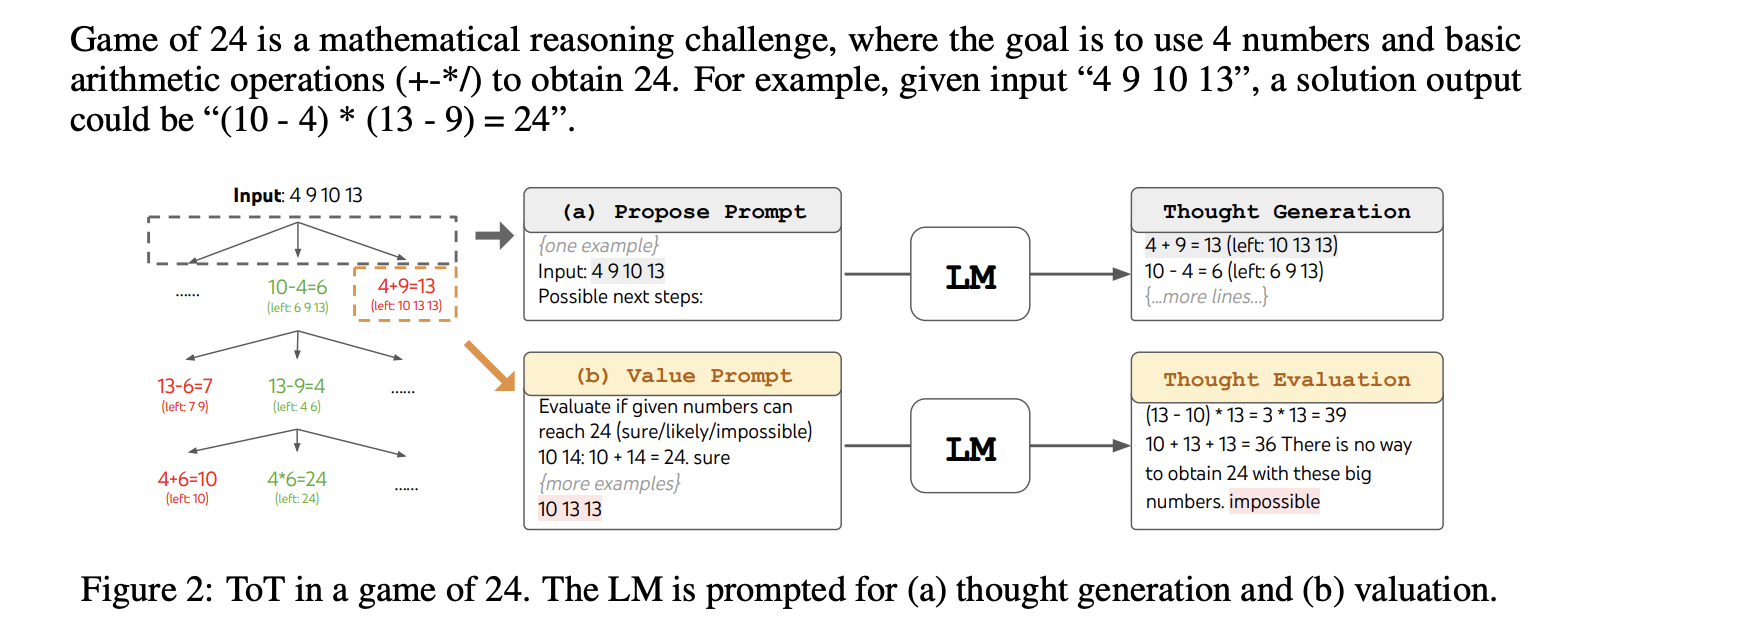 Game of 24 is a mathematical reasoning challenge, where the goal is to use 4 numbers and basic
arithmetic operations (+-*/) to obtain 24. For example, given input “4 9 10 13”, a solution output
could be “(10 - 4) * (13 - 9) = 24”.
Input: 4 9 10 13
......
10-4=6
(left: 6 9 13)
4+9=13
(left: 10 13 13)
13-6=7
(left: 7 9)
13-9=4
(left: 4 6)
......
4+6=10
(left: 10)
4*6=24
(left: 24)
......
(a) Propose Prompt
{one example}
Input: 4 9 10 13
Possible next steps:
LM
Thought Generation
4 + 9 = 13 (left: 10 13 13)
10 - 4 = 6 (left: 6 9 13)
{...more lines...}
(b) Value Prompt
Evaluate if given numbers can
reach 24 (sure/likely/impossible)
10 14: 10 + 14 = 24. sure
{more examples}
10 13 13
LM
Thought Evaluation
(13 - 10) * 13 = 3 * 13 = 39
10 + 13 + 13 = 36 There is no way
to obtain 24 with these big
numbers. impossible
Figure 2: ToT in a game of 24. The LM is prompted for (a) thought generation and (b) valuation.